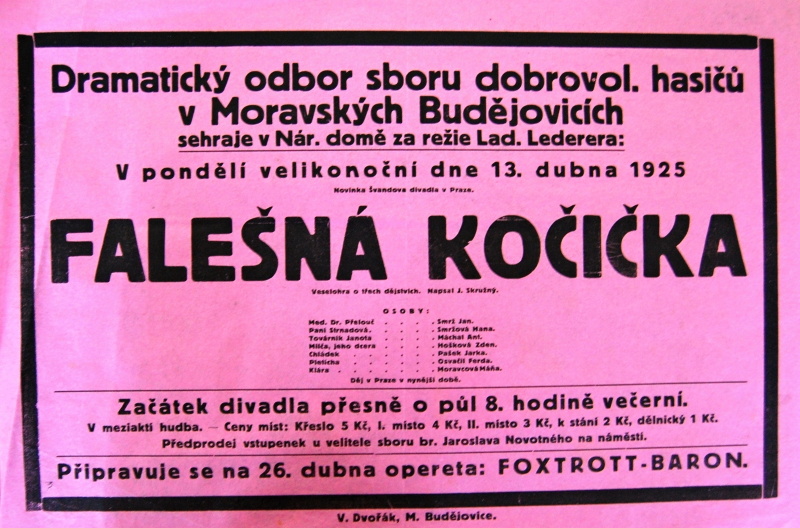 Dramatický odbor sboru dobrovol. hasičů
v Moravských Budějovicích
sehraje v Nár. domě za režie Lad. Lederera:
V pondělí velikonoční dne 13. dubna 1925
Novinka Švandova divadla v Praze.
FALEŠNÁ KOČIČKA
Veselohra o třech dějstvích. Napsal J. Skružný.
OSOBY:
Med. Dr. Přelouč . . . . Smrž Jan.
Paní Strnadová . . . . Smržová Hana.
Továrník Janota . . . . Máchal Ant.
Milča, jeho dcera . . . . Hošková Zden.
Chládek . . . . . . Pašek Jarka.
Pleticha . . . . . . Osvačil Ferda.
Klára . . . . . . Moravcová Máňa.
Děj v Praze v nynější době.
Začátek divadla přesně o půl 8. hodině večerní.
V meziaktí hudba. — Ceny míst: Křeslo 5 Kč, I. místo 4 Kč, II. místo 3 Kč, k stání 2 Kč, dělnický 1 Kč.
Předprodej vstupenek u velitele sboru br. Jaroslava Novotného na náměstí.
Připravuje se na 26. dubna opereta: FOXTROTT-BARON.
V. Dvořák, M. Budějovice.